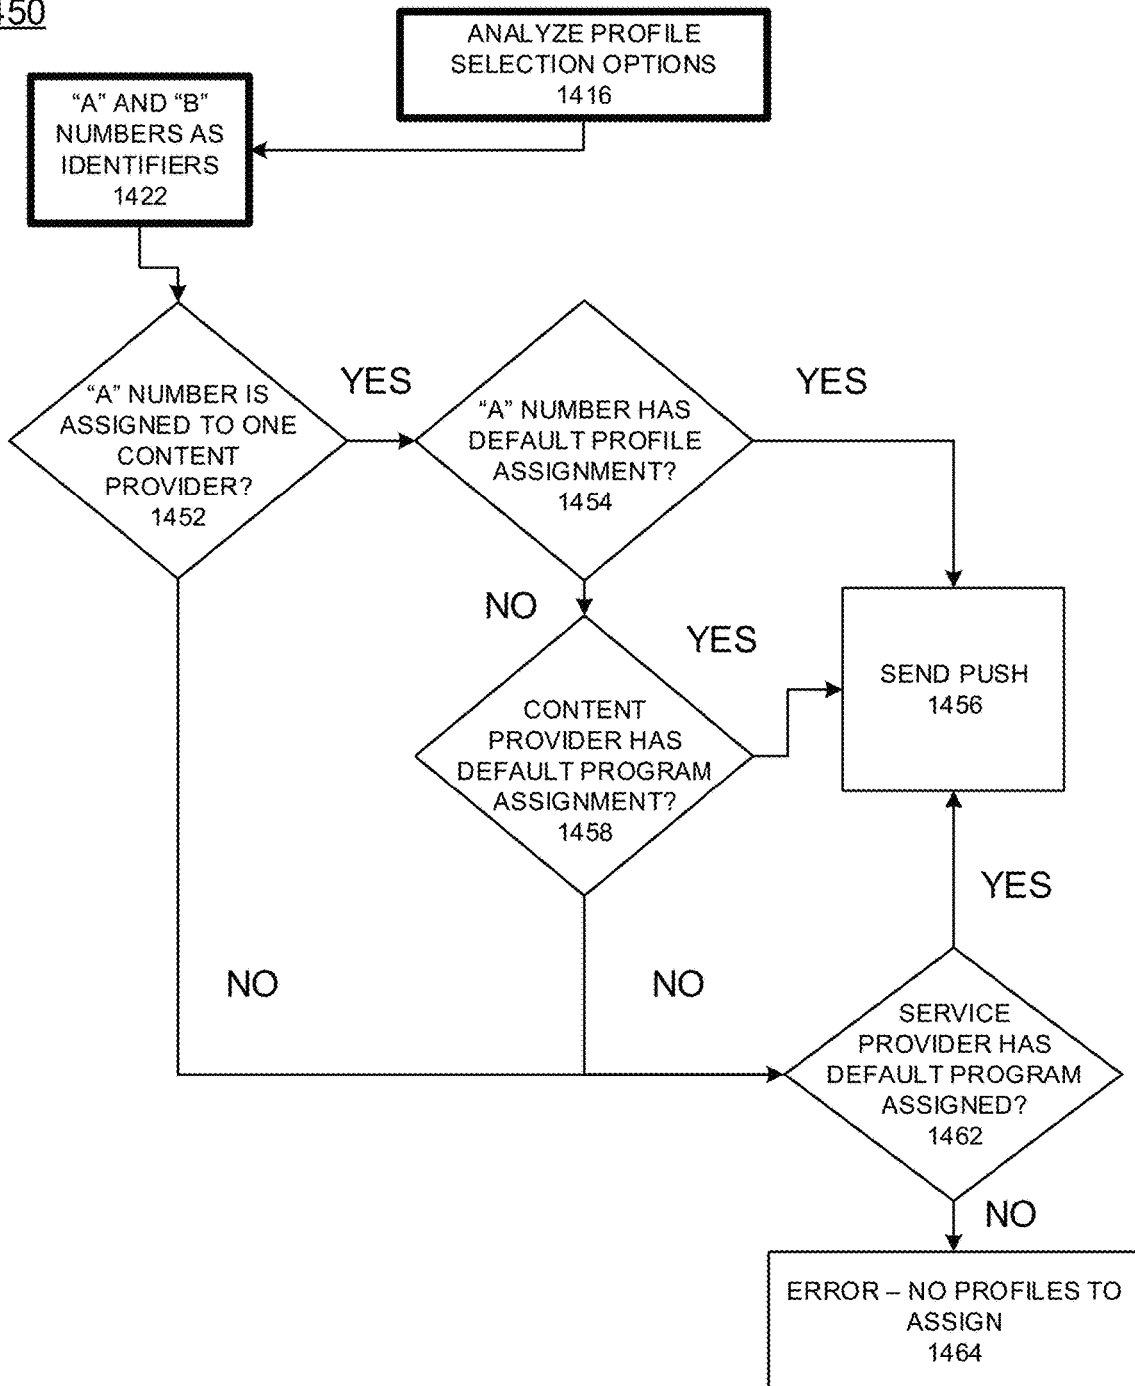 450
ANALYZE PROFILE
SELECTION OPTIONS
1416
“A” AND “B”
NUMBERS AS
IDENTIFIERS
1422
“A” NUMBER IS
ASSIGNED TO ONE
CONTENT
PROVIDER?
1452
YES
“A” NUMBER HAS
DEFAULT PROFILE
ASSIGNMENT?
1454
YES
NO
YES
CONTENT
PROVIDER HAS
DEFAULT PROGRAM
ASSIGNMENT?
1458
SEND PUSH
1456
YES
NO
NO
SERVICE
PROVIDER HAS
DEFAULT PROGRAM
ASSIGNED?
1462
NO
ERROR – NO PROFILES TO
ASSIGN
1464